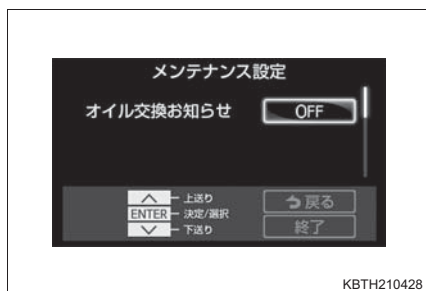 メンテナンス設定
オイル交換お知らせ OFF
上送り
ENTER 決定/選択
下送り
戻る
終了
KBTH210428